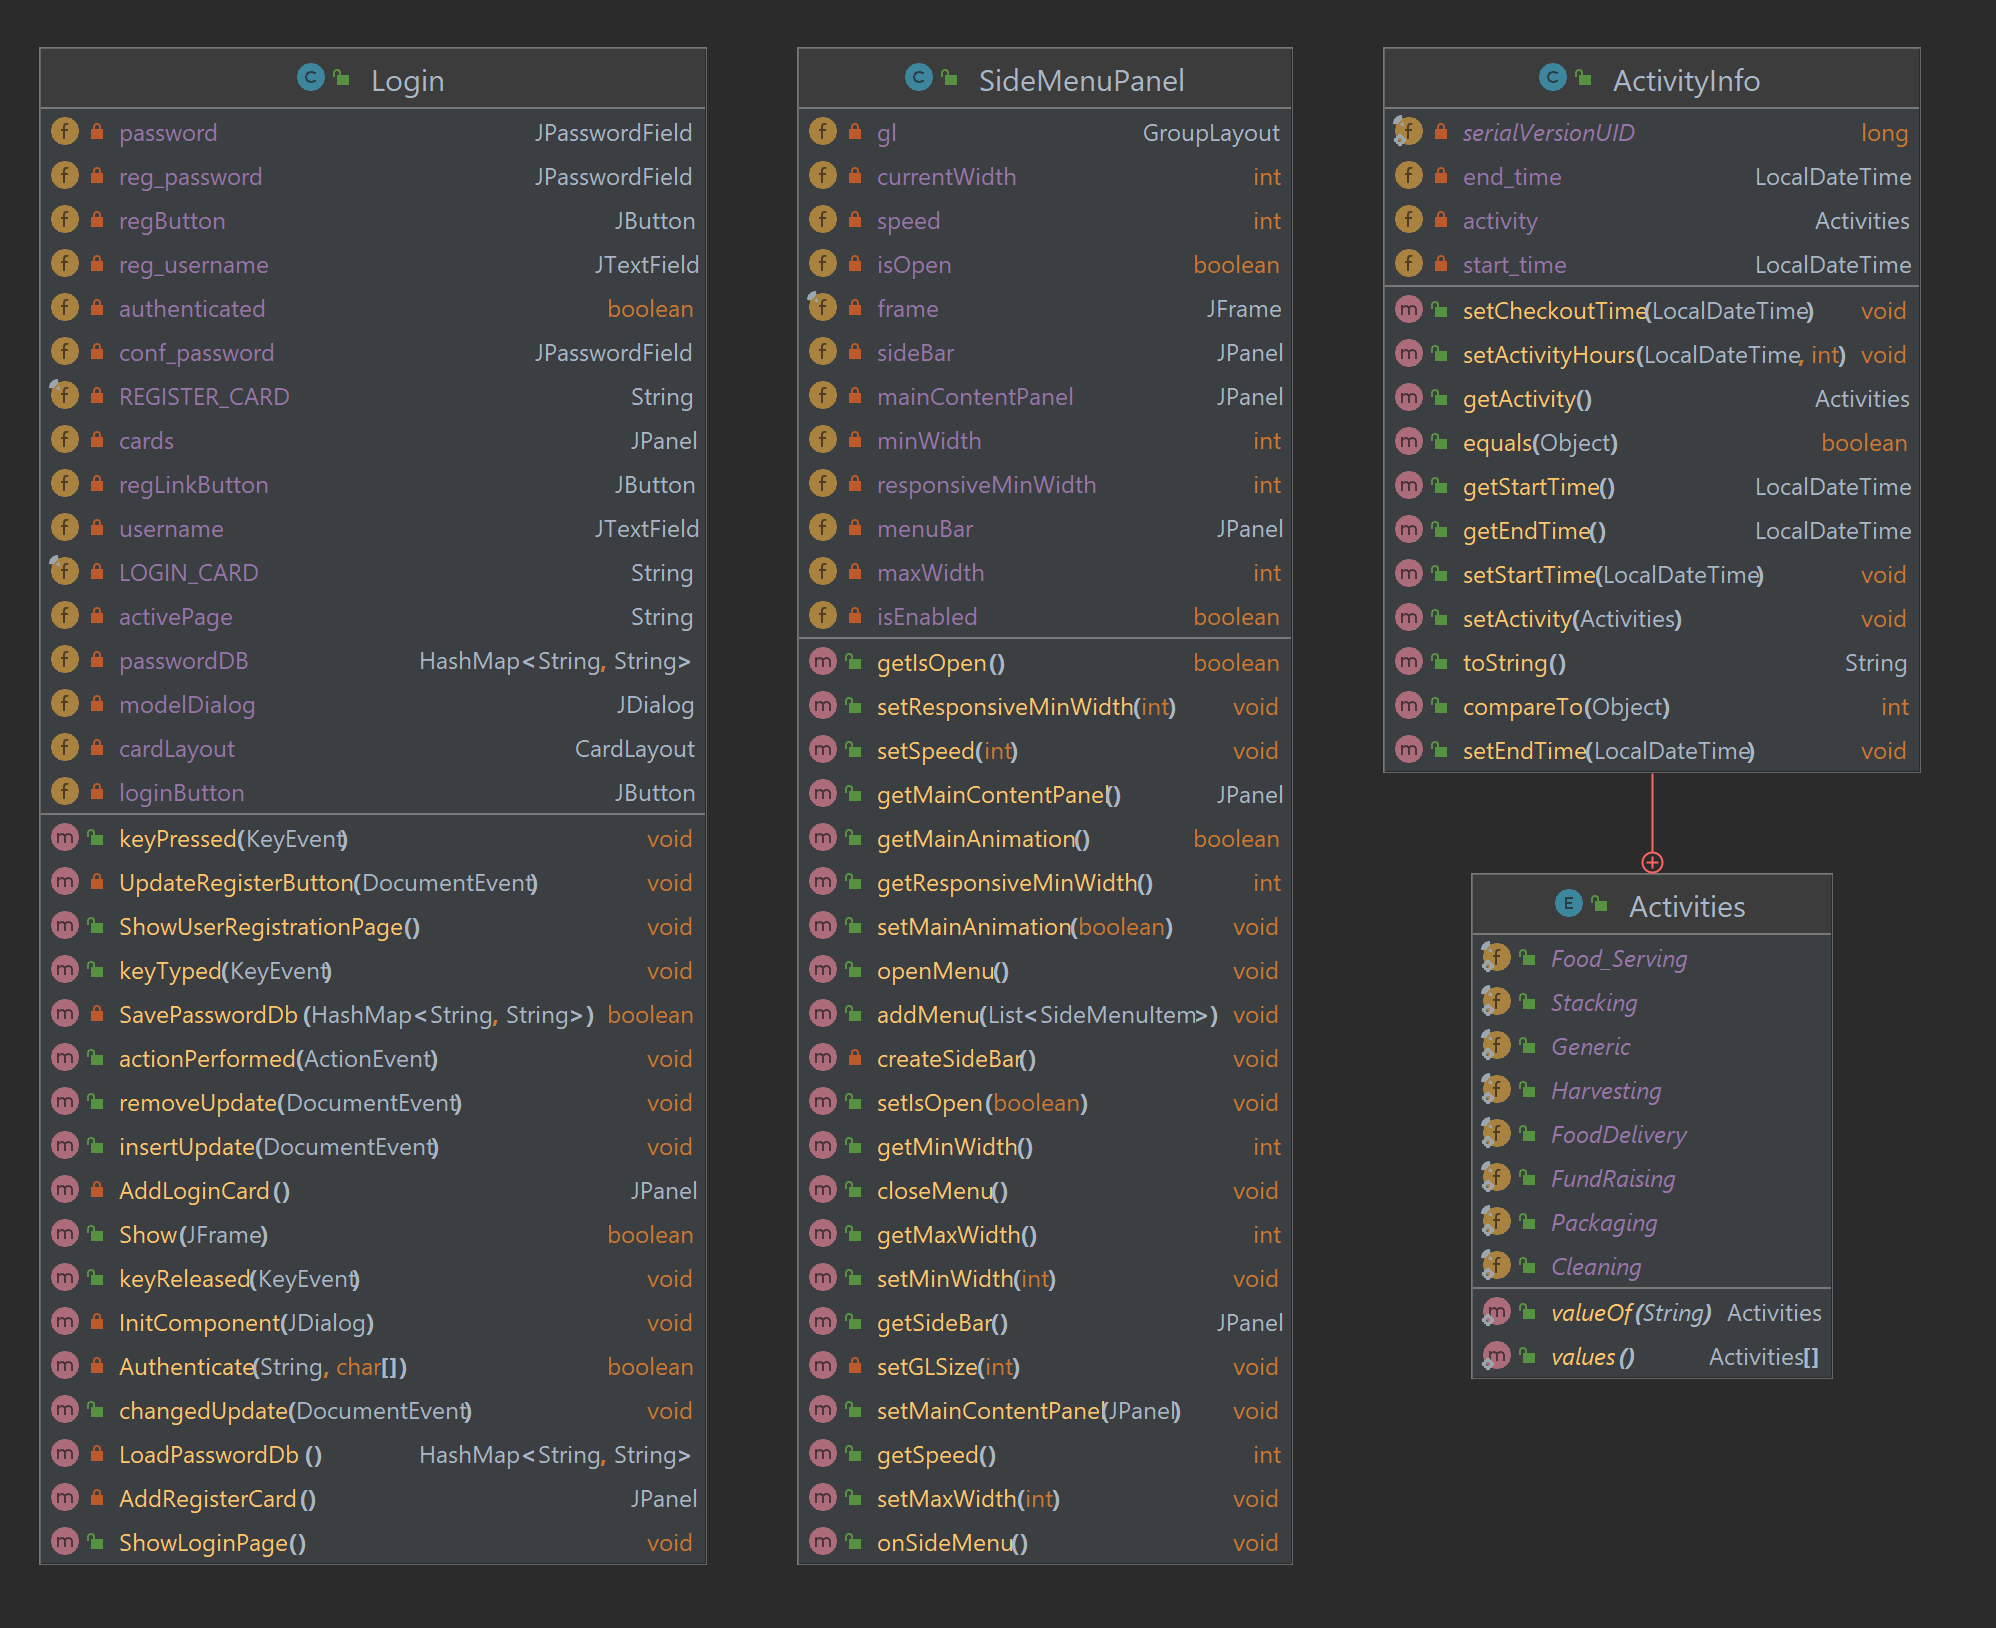 Login
password JPasswordField
reg_password JPasswordField
regButton JButton
reg_username JTextField
authenticated boolean
conf_password JPasswordField
REGISTER_CARD String
cards JPanel
regLinkButton JButton
username JTextField
LOGIN_CARD String
activePage String
passwordDB HashMap<String, String>
modelDialog JDialog
cardLayout CardLayout
loginButton JButton
keyPressed(KeyEvent) void
UpdateRegisterButton(DocumentEvent) void
ShowUserRegistrationPage() void
keyTyped(KeyEvent) void
SavePasswordDb(HashMap<String, String>) boolean
actionPerformed(ActionEvent) void
removeUpdate(DocumentEvent) void
insertUpdate(DocumentEvent) void
AddLoginCard() JPanel
Show(JFrame) boolean
keyReleased(KeyEvent) void
InitComponent(JDialog) void
Authenticate(String, char[]) boolean
changedUpdate(DocumentEvent) void
LoadPasswordDb() HashMap<String, String>
AddRegisterCard() JPanel
ShowLoginPage() void
SideMenuPanel
gl GroupLayout
currentWidth int
speed int
isOpen boolean
frame JFrame
sideBar JPanel
mainContentPanel JPanel
minWidth int
responsiveMinWidth int
menuBar JPanel
maxWidth int
isEnabled boolean
getIsOpen() boolean
setResponsiveMinWidth(int) void
setSpeed(int) void
getMainContentPanel() JPanel
getMainAnimation() boolean
getResponsiveMinWidth() int
setMainAnimation(boolean) void
openMenu() void
addMenu(List<SideMenuItem>) void
createSideBar() void
setIsOpen(boolean) void
getMinWidth() int
closeMenu() void
getMaxWidth() int
setMinWidth(int) void
getSideBar() JPanel
setGLSize(int) void
setMainContentPanel(JPanel) void
getSpeed() int
setMaxWidth(int) void
onSideMenu() void
ActivityInfo
serialVersionUID long
end_time LocalDateTime
activity Activities
start_time LocalDateTime
setCheckoutTime(LocalDateTime) void
setActivityHours(LocalDateTime, int) void
getActivity() Activities
equals(Object) boolean
getStartTime() LocalDateTime
getEndTime() LocalDateTime
setStartTime(LocalDateTime) void
setActivity(Activities) void
toString() String
compareTo(Object) int
setEndTime(LocalDateTime) void
Activities
Food_Serving
Stacking
Generic
Harvesting
FoodDelivery
FundRaising
Packaging
Cleaning
valueOf(String) Activities
values() Activities[]